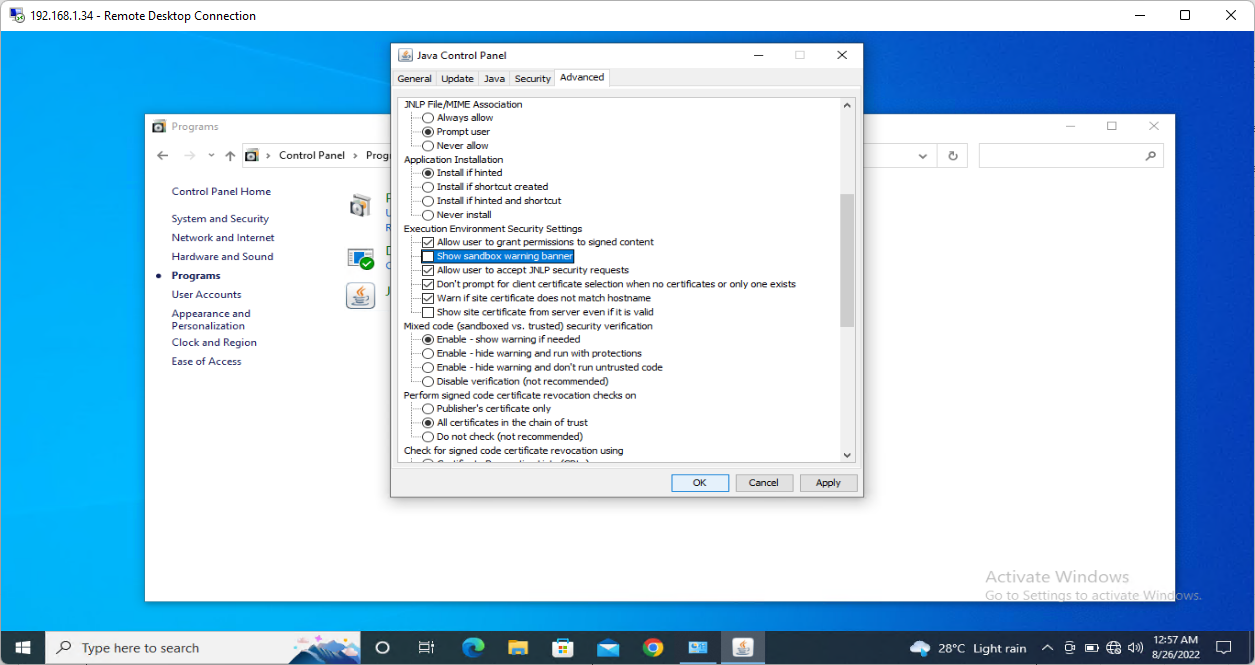 192.168.1.34 - Remote Desktop Connection
Java Control Panel
General Update Java Security Advanced
JNLP File/MIME Association
Always allow
Prompt user
Never allow
Application Installation
Install if hinted
Install if shortcut created
Install if hinted and shortcut
Never install
Execution Environment Security Settings
Allow user to grant permissions to signed content
Show sandbox warning banner
Allow user to accept JNLP security requests
Don't prompt for client certificate selection when no certificates or only one exists
Warn if site certificate does not match hostname
Show site certificate from server even if it is valid
Mixed code (sandboxed vs. trusted) security verification
Enable - show warning if needed
Enable - hide warning and run with protections
Enable - hide warning and don't run untrusted code
Disable verification (not recommended)
Perform signed code certificate revocation checks on
Publisher's certificate only
All certificates in the chain of trust
Do not check (not recommended)
Check for signed code certificate revocation using
OK Cancel Apply
Programs
Control Panel > Prog
Control Panel Home
System and Security
Network and Internet
Hardware and Sound
Programs
User Accounts
Appearance and
Personalization
Clock and Region
Ease of Access
Activate Windows
Go to Settings to activate Windows.
Type here to search
28°C Light rain
12:57 AM
8/26/2022